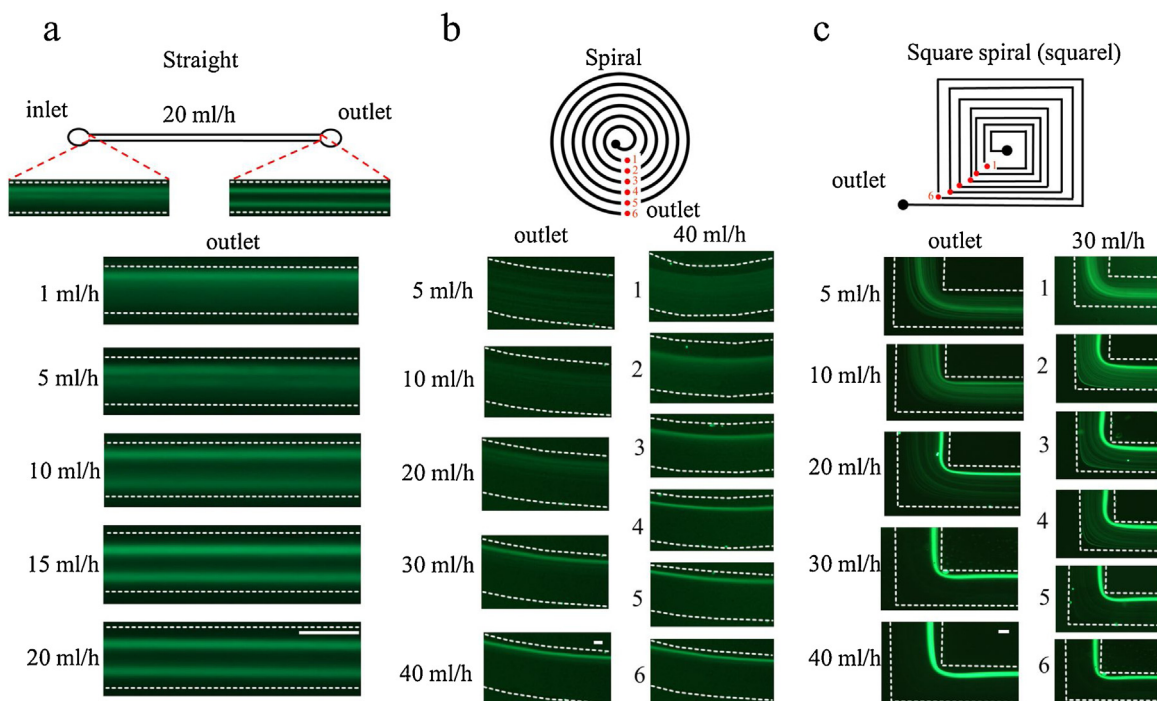 a
Straight
inlet
20 ml/h
outlet
outlet
1 ml/h
5 ml/h
10 ml/h
15 ml/h
20 ml/h
b
Spiral
1
2
3
4
5
6
outlet
outlet
40 ml/h
5 ml/h
10 ml/h
20 ml/h
30 ml/h
40 ml/h
1
2
3
4
5
6
c
Square spiral (squarel)
1
6
outlet
outlet
30 ml/h
5 ml/h
10 ml/h
20 ml/h
30 ml/h
40 ml/h
1
2
3
4
5
6